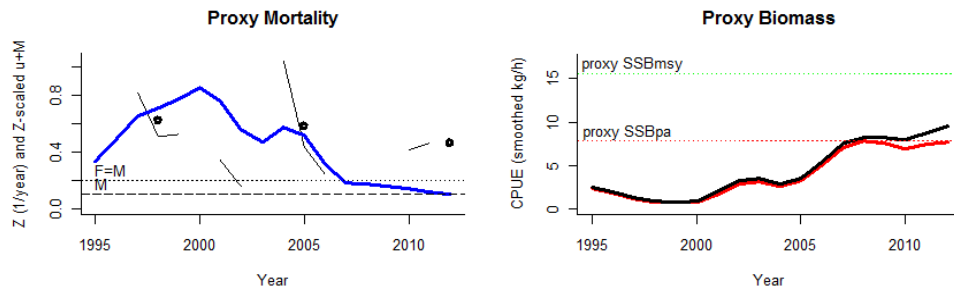 Proxy Mortality
Z (1/year) and Z-scaled u+M
0.8
0.4
0.0
F=M
M
1995
2000
2005
2010
Year
Proxy Biomass
CPUE (smoothed kg/h)
15
10
5
0
proxy SSBmsy
proxy SSBpa
1995
2000
2005
2010
Year